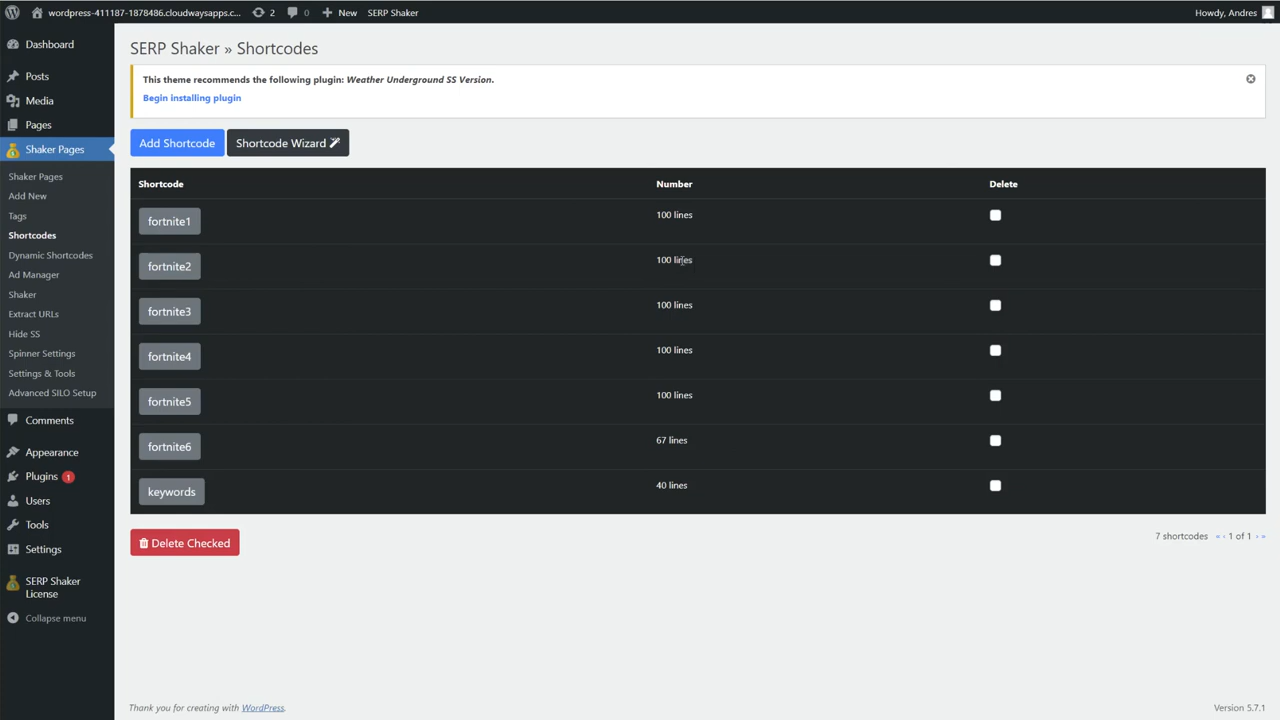 wordpress-411187-1878486.cloudwaysapps.c... 2 0 New SERP Shaker Howdy, Andres
Dashboard
Posts
Media
Pages
Shaker Pages
Shaker Pages
Add New
Tags
Shortcodes
Dynamic Shortcodes
Ad Manager
Shaker
Extract URLs
Hide SS
Spinner Settings
Settings & Tools
Advanced SILO Setup
Comments
Appearance
Plugins 1
Users
Tools
Settings
SERP Shaker
License
Collapse menu
SERP Shaker » Shortcodes
This theme recommends the following plugin: Weather Underground SS Version.
Begin installing plugin
Add Shortcode Shortcode Wizard
Shortcode Number Delete
fortnite1 100 lines
fortnite2 100 lines
fortnite3 100 lines
fortnite4 100 lines
fortnite5 100 lines
fortnite6 67 lines
keywords 40 lines
Delete Checked 7 shortcodes « ‹ 1 of 1 › »
Thank you for creating with WordPress. Version 5.7.1